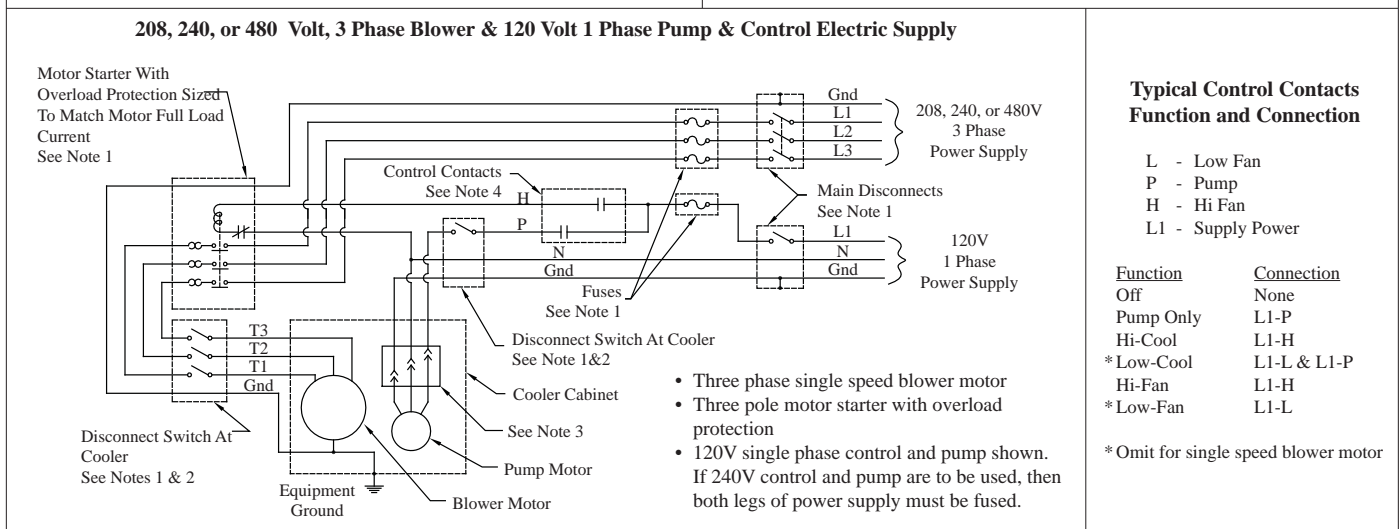 208, 240, or 480 Volt, 3 Phase Blower & 120 Volt 1 Phase Pump & Control Electric Supply
Motor Starter With
Overload Protection Sized
To Match Motor Full Load
Current
See Note 1
Gnd
L1
L2
L3
208, 240, or 480V
3 Phase
Power Supply
Control Contacts
See Note 4
H
P
N
Gnd
Main Disconnects
See Note 1
L1
N
Gnd
120V
1 Phase
Power Supply
Fuses
See Note 1
Disconnect Switch At Cooler
See Note 1&2
T3
T2
T1
Gnd
Cooler Cabinet
See Note 3
Pump Motor
Blower Motor
Disconnect Switch At
Cooler
See Notes 1 & 2
Equipment
Ground
• Three phase single speed blower motor
• Three pole motor starter with overload
protection
• 120V single phase control and pump shown.
If 240V control and pump are to be used, then
both legs of power supply must be fused.
Typical Control Contacts
Function and Connection
L - Low Fan
P - Pump
H - Hi Fan
L1 - Supply Power
Function Connection
Off None
Pump Only L1-P
Hi-Cool L1-H
* Low-Cool L1-L & L1-P
Hi-Fan L1-H
* Low-Fan L1-L
* Omit for single speed blower motor